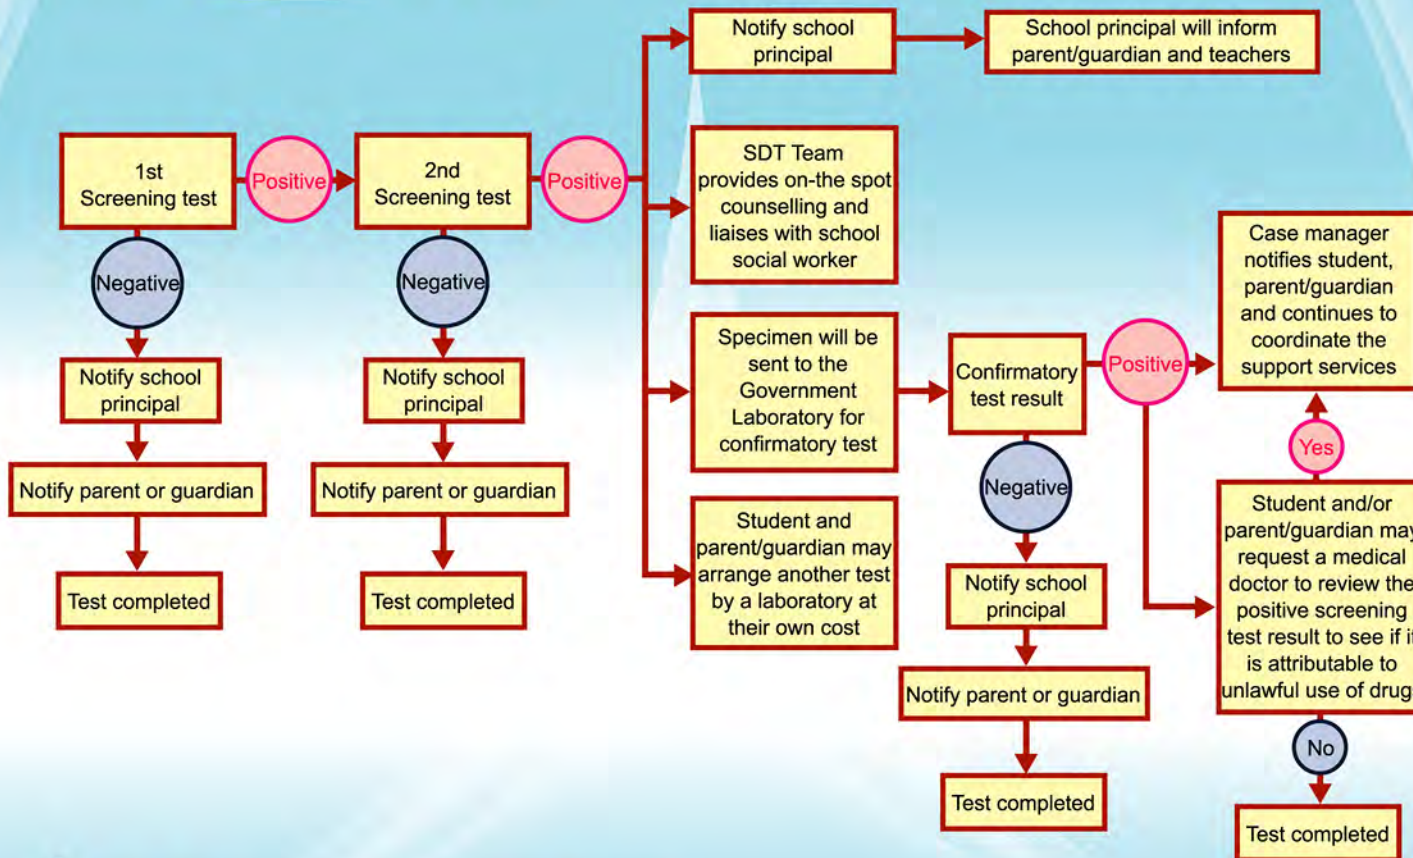 1st
Screening test
Positive
2nd
Screening test
Positive
Notify school
principal
School principal will inform
parent/guardian and teachers
SDT Team
provides on-the spot
counselling and
liaises with school
social worker
Specimen will be
sent to the
Government
Laboratory for
confirmatory test
Student and
parent/guardian may
arrange another test
by a laboratory at
their own cost
Negative
Notify school
principal
Notify parent or guardian
Test completed
Negative
Notify school
principal
Notify parent or guardian
Test completed
Confirmatory
test result
Positive
Case manager
notifies student,
parent/guardian
and continues to
coordinate the
support services
Yes
Student and/or
parent/guardian may
request a medical
doctor to review the
positive screening
test result to see if it
is attributable to
unlawful use of drug
No
Test completed
Negative
Notify school
principal
Notify parent or guardian
Test completed